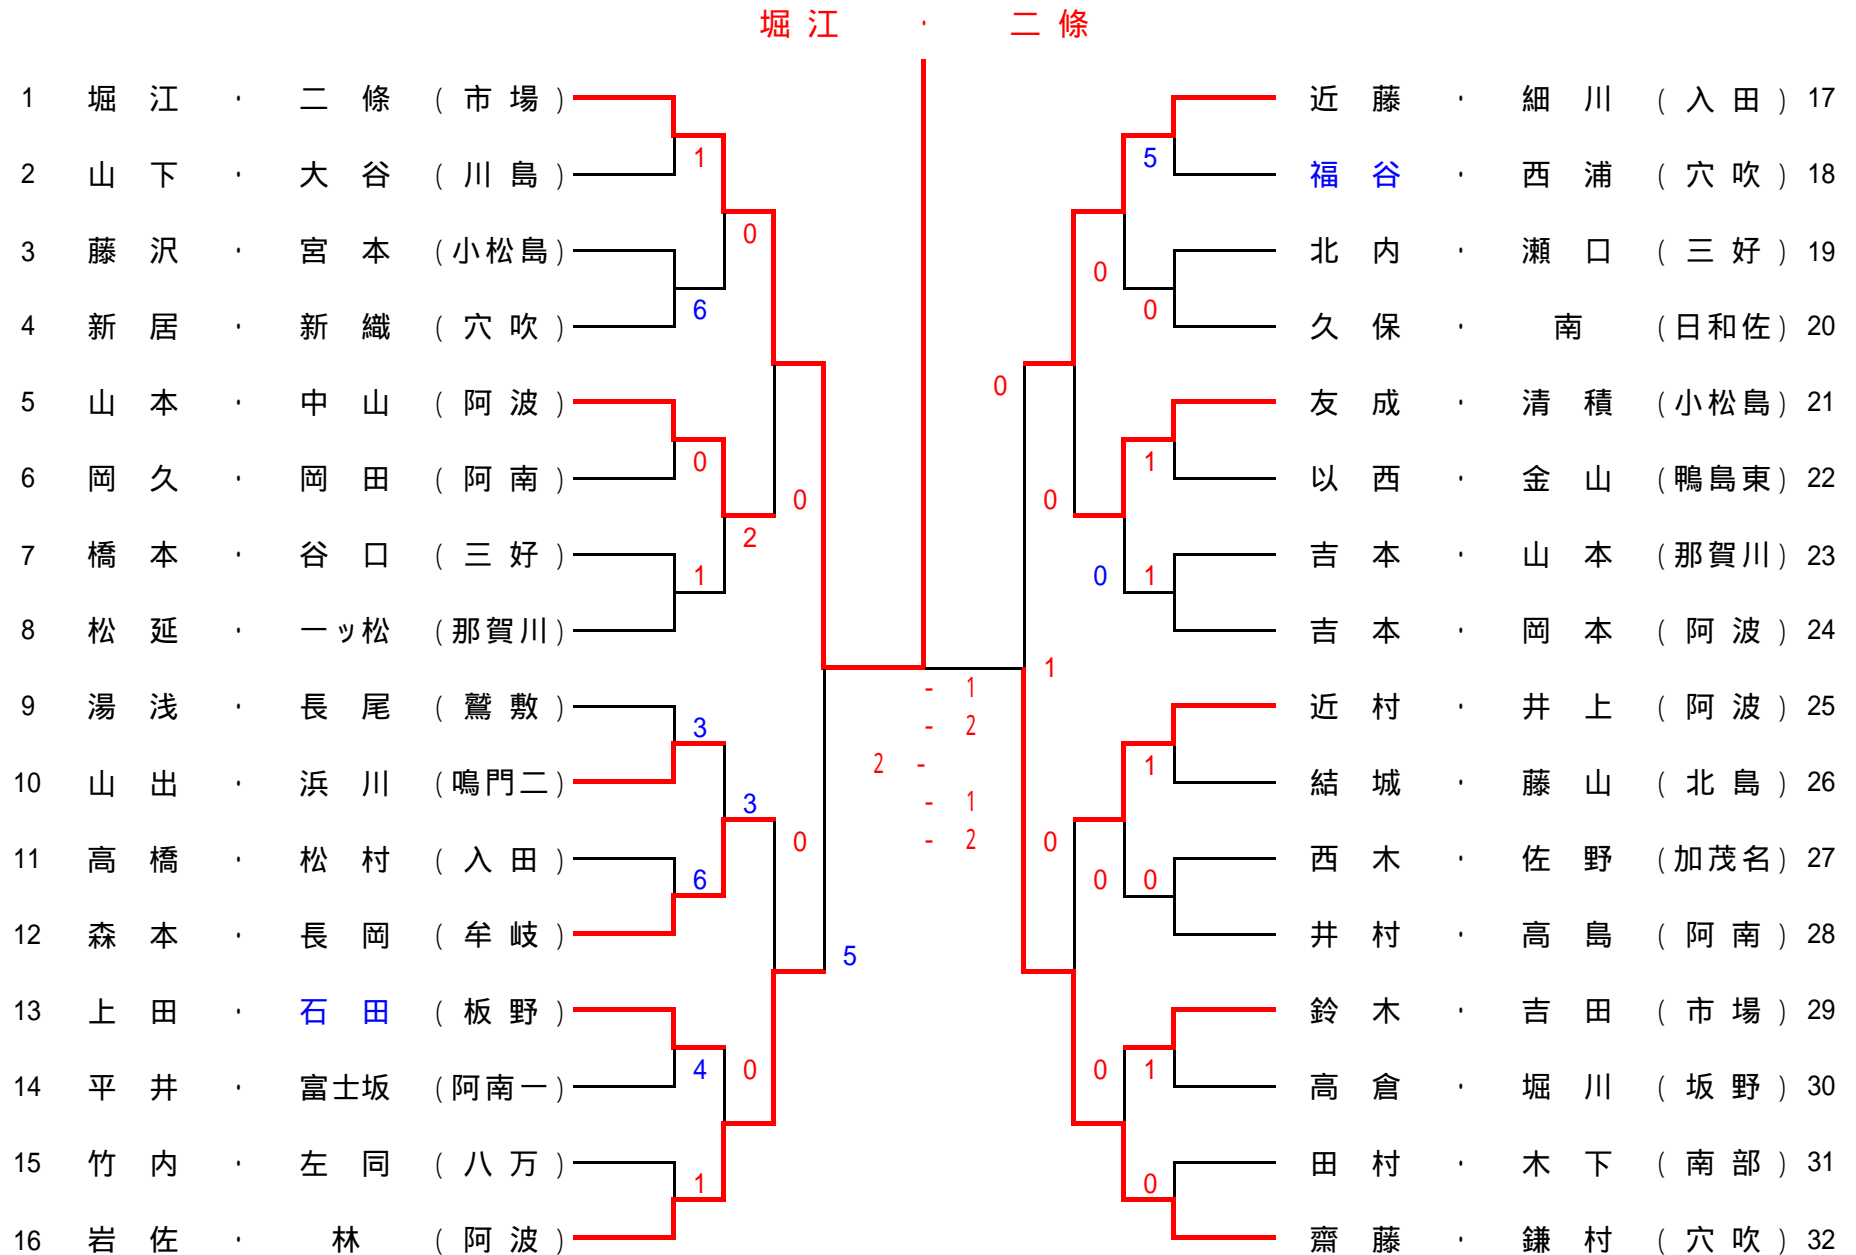 堀江 ・ 二條
1 堀江 ・ 二條 (市場)
2 山下 ・ 大谷 (川島)
3 藤沢 ・ 宮本 (小松島)
4 新居 ・ 新織 (穴吹)
5 山本 ・ 中山 (阿波)
6 岡久 ・ 岡田 (阿南)
7 橋本 ・ 谷口 (三好)
8 松延 ・ 一ッ松 (那賀川)
9 湯浅 ・ 長尾 (鷲敷)
10 山出 ・ 浜川 (鳴門二)
11 高橋 ・ 松村 (入田)
12 森本 ・ 長岡 (牟岐)
13 上田 ・ 石田 (板野)
14 平井 ・ 富士坂 (阿南一)
15 竹内 ・ 左同 (八万)
16 岩佐 ・ 林 (阿波)
1
0
6
0
0
2
1
3
3
6
0
5
4
0
1
- 1
- 2
2 -
- 1
- 2
近藤 ・ 細川 (入田) 17
福谷 ・ 西浦 (穴吹) 18
北内 ・ 瀬口 (三好) 19
久保 ・ 南 (日和佐) 20
友成 ・ 清積 (小松島) 21
以西 ・ 金山 (鴨島東) 22
吉本 ・ 山本 (那賀川) 23
吉本 ・ 岡本 (阿波) 24
近村 ・ 井上 (阿波) 25
結城 ・ 藤山 (北島) 26
西木 ・ 佐野 (加茂名) 27
井村 ・ 高島 (阿南) 28
鈴木 ・ 吉田 (市場) 29
高倉 ・ 堀川 (坂野) 30
田村 ・ 木下 (南部) 31
齋藤 ・ 鎌村 (穴吹) 32
5
0
0
0
1
0
0 1
1
1
0
0 0
0 1
0